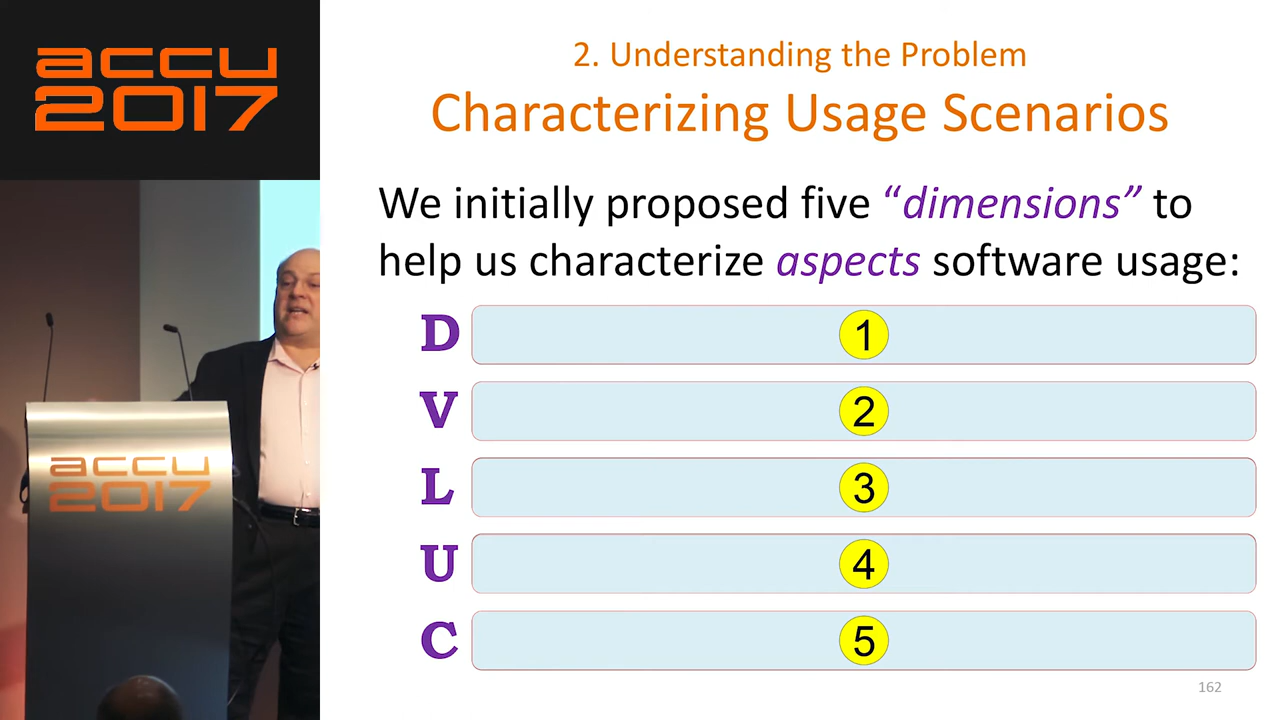 accu
2017
2. Understanding the Problem
Characterizing Usage Scenarios
We initially proposed five “dimensions” to
help us characterize aspects software usage:
D 1
V 2
L 3
U 4
C 5
162
accu
2017